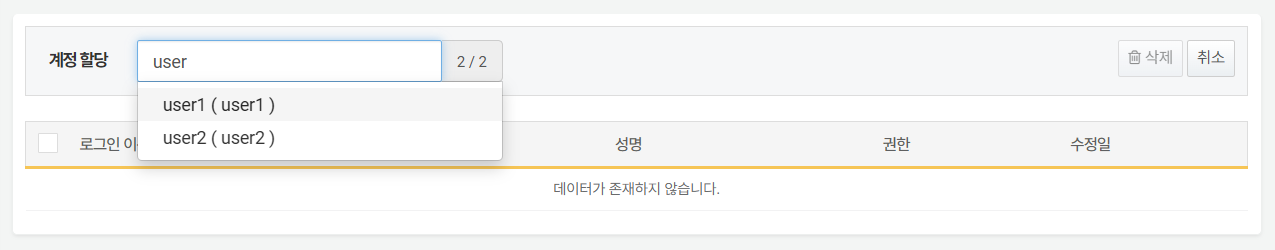 계정 할당 user 2 / 2 삭제 취소
user1 ( user1 )
user2 ( user2 )
로그인 성명 권한 수정일
데이터가 존재하지 않습니다.